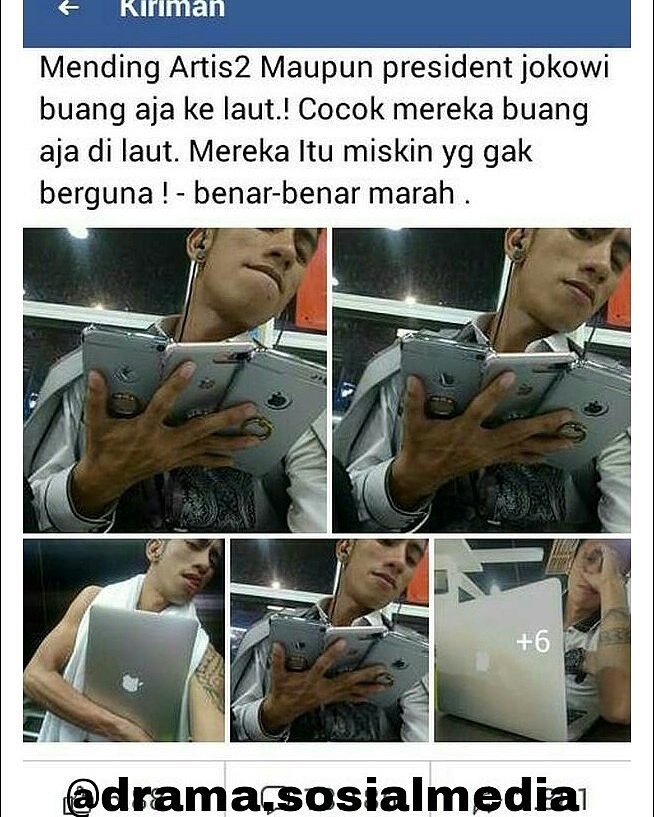 Kiriman
Mending Artis2 Maupun president jokowi
buang aja ke laut.! Cocok mereka buang
aja di laut. Mereka Itu miskin yg gak
berguna ! - benar-benar marah .
+6
@drama,sosialmedia